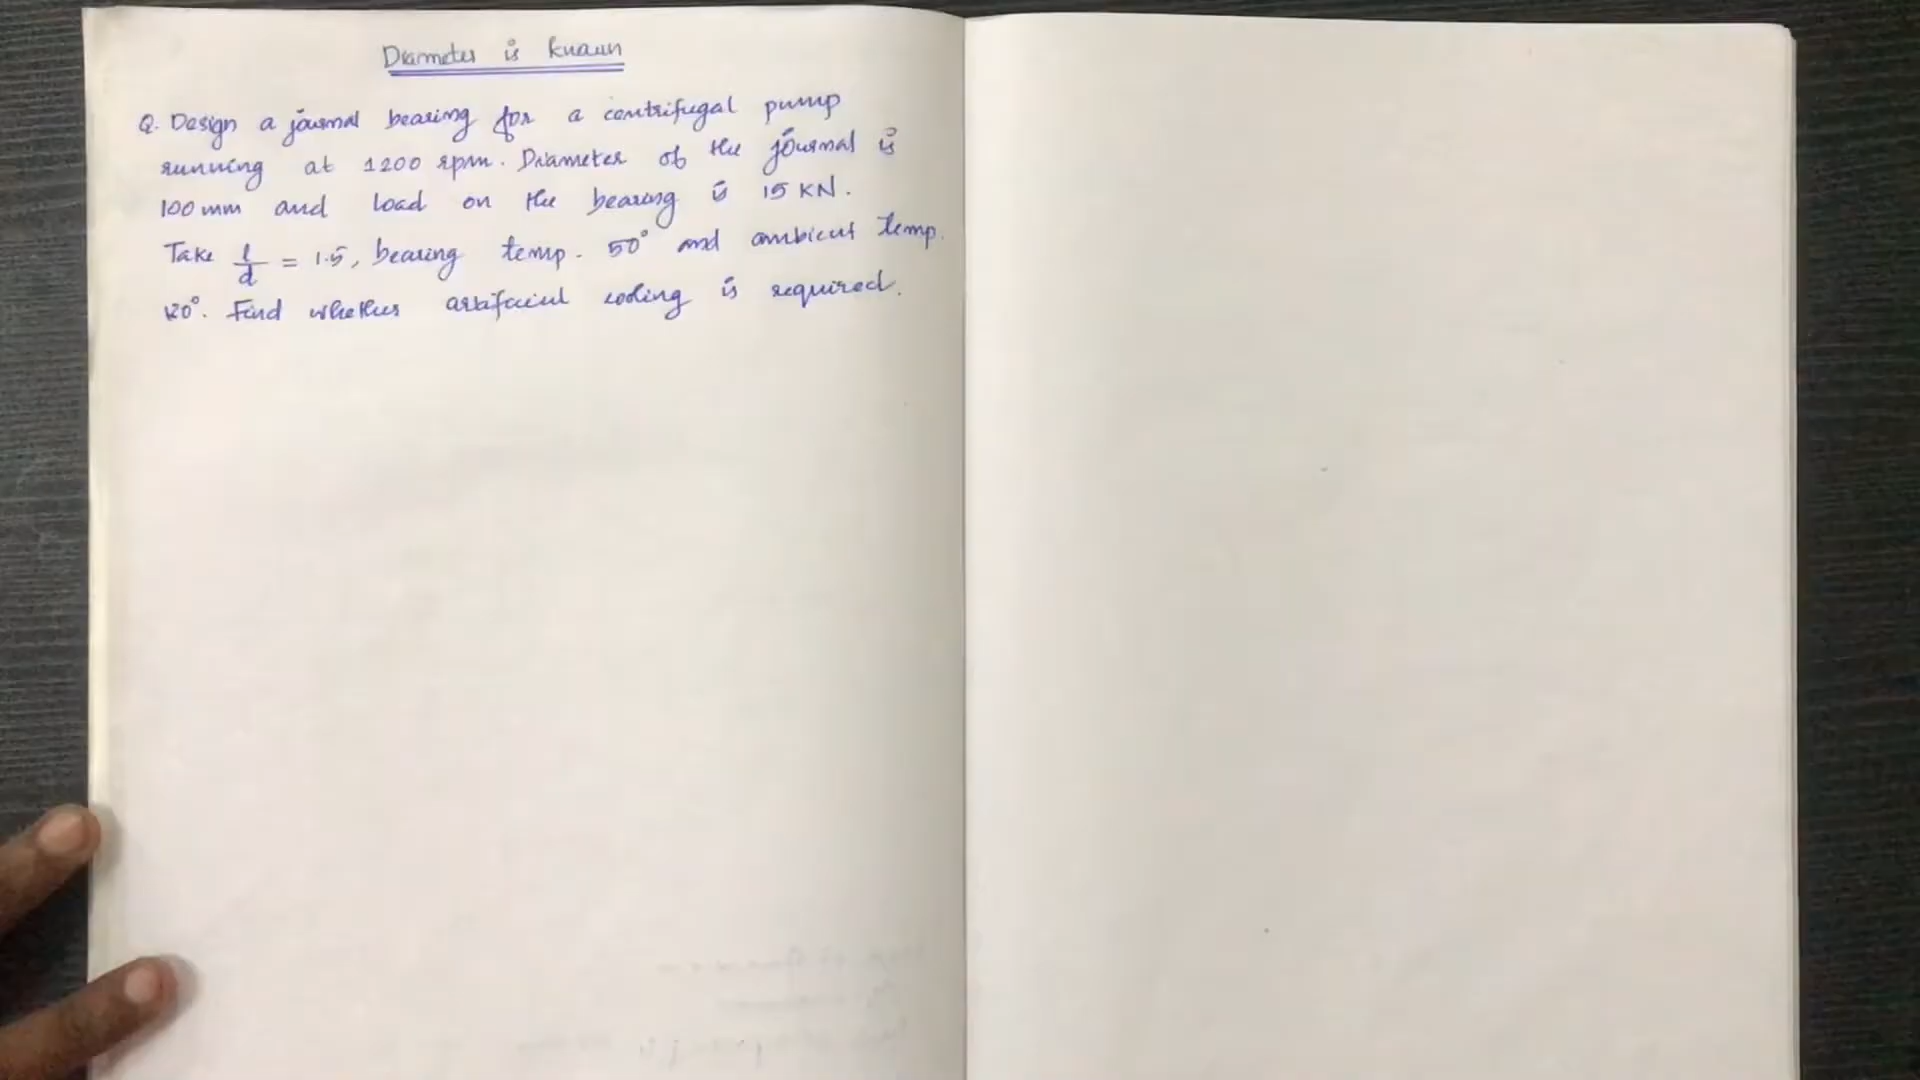 Diameter is known
Q. Design a journal bearing for a centrifugal pump
running at 1200 rpm. Diameter of the journal is
100 mm and load on the bearing is 15 KN.
Take l/d = 1.5, bearing temp. 50° and ambient temp.
20°. Find whether artifacial cooling is required.